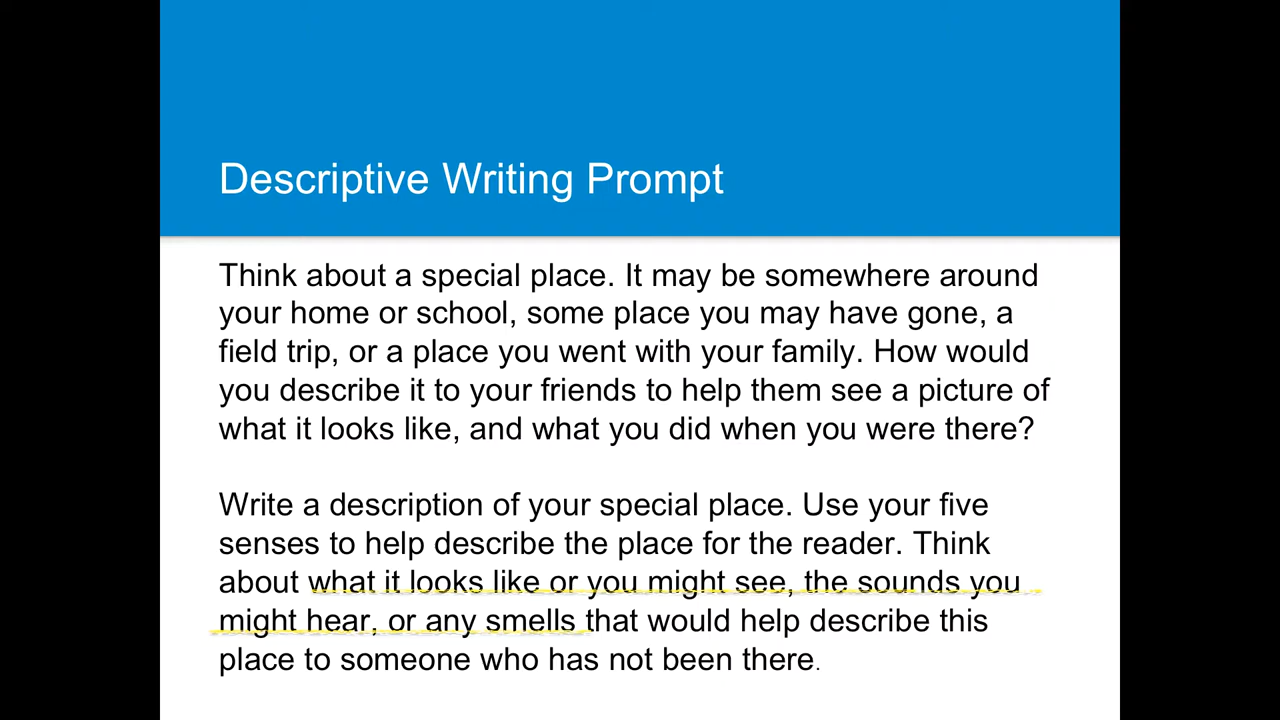 Descriptive Writing Prompt
Think about a special place. It may be somewhere around
your home or school, some place you may have gone, a
field trip, or a place you went with your family. How would
you describe it to your friends to help them see a picture of
what it looks like, and what you did when you were there?
Write a description of your special place. Use your five
senses to help describe the place for the reader. Think
about what it looks like or you might see, the sounds you
might hear, or any smells that would help describe this
place to someone who has not been there.